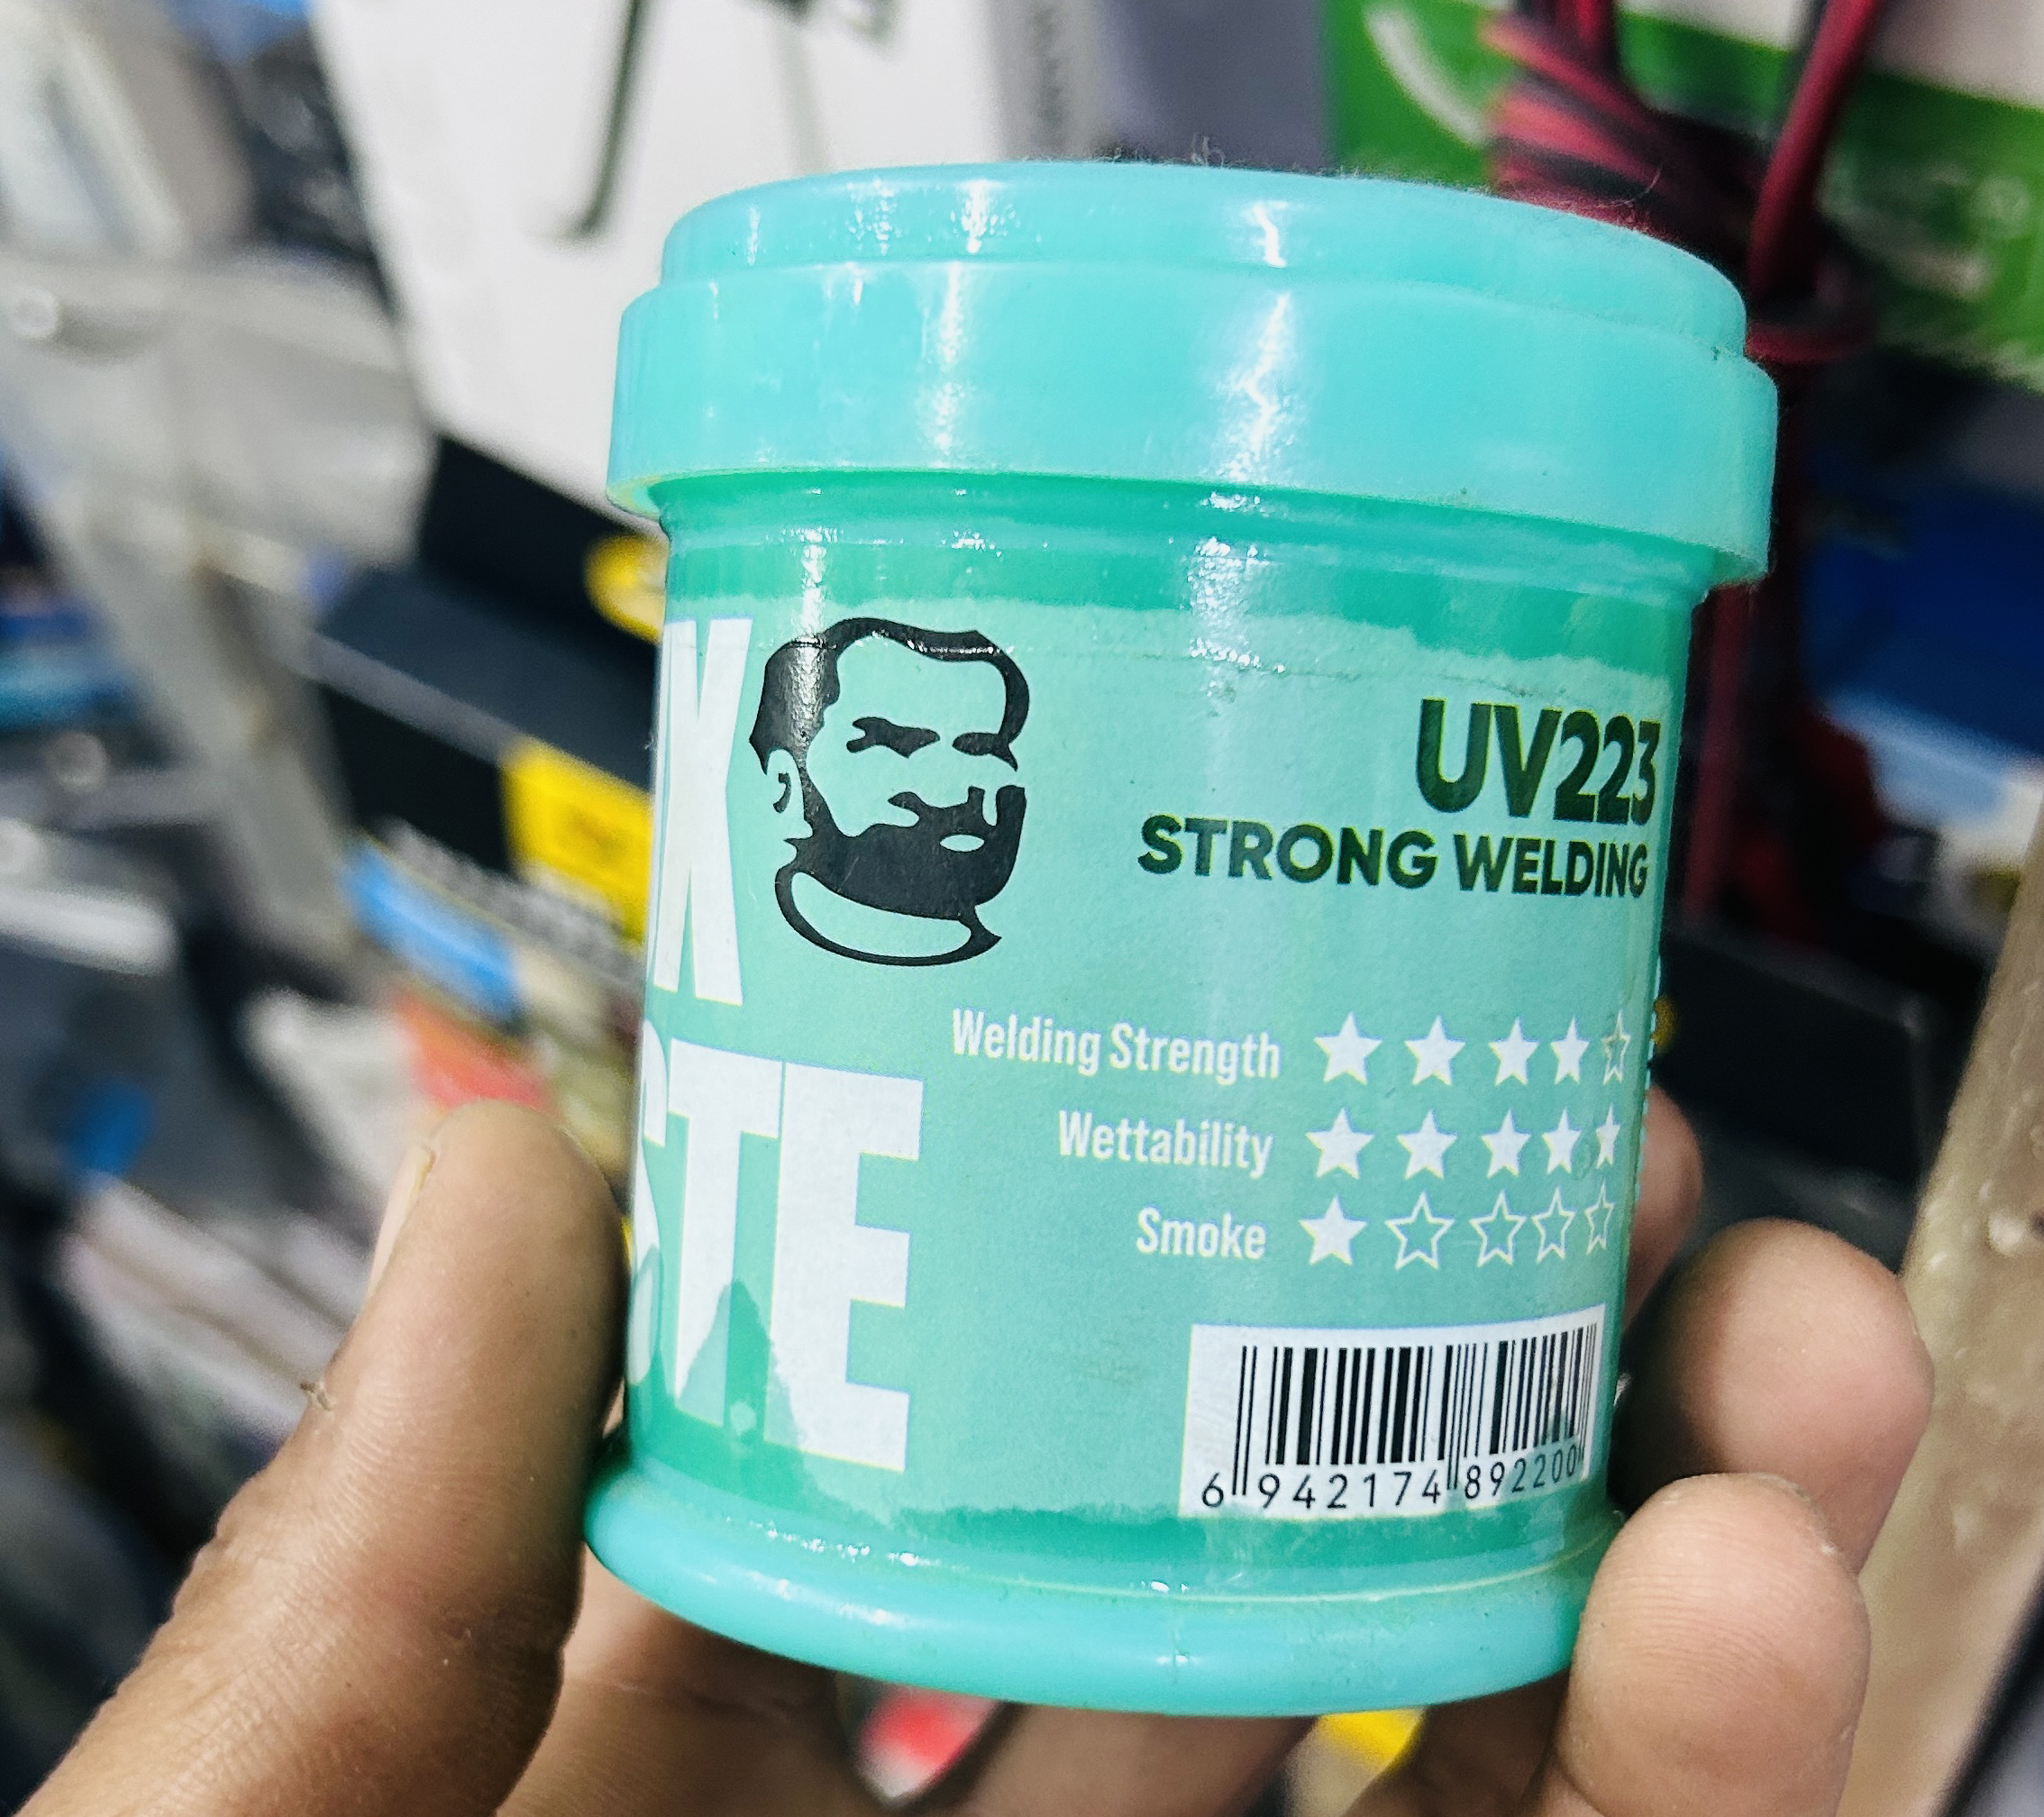 UV223
STRONG WELDING
Welding Strength
Wettability
Smoke
6 942174 892200